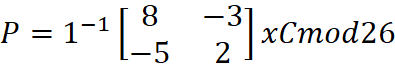 P = 1⁻¹ [8 -3
-5 2] xCmod26